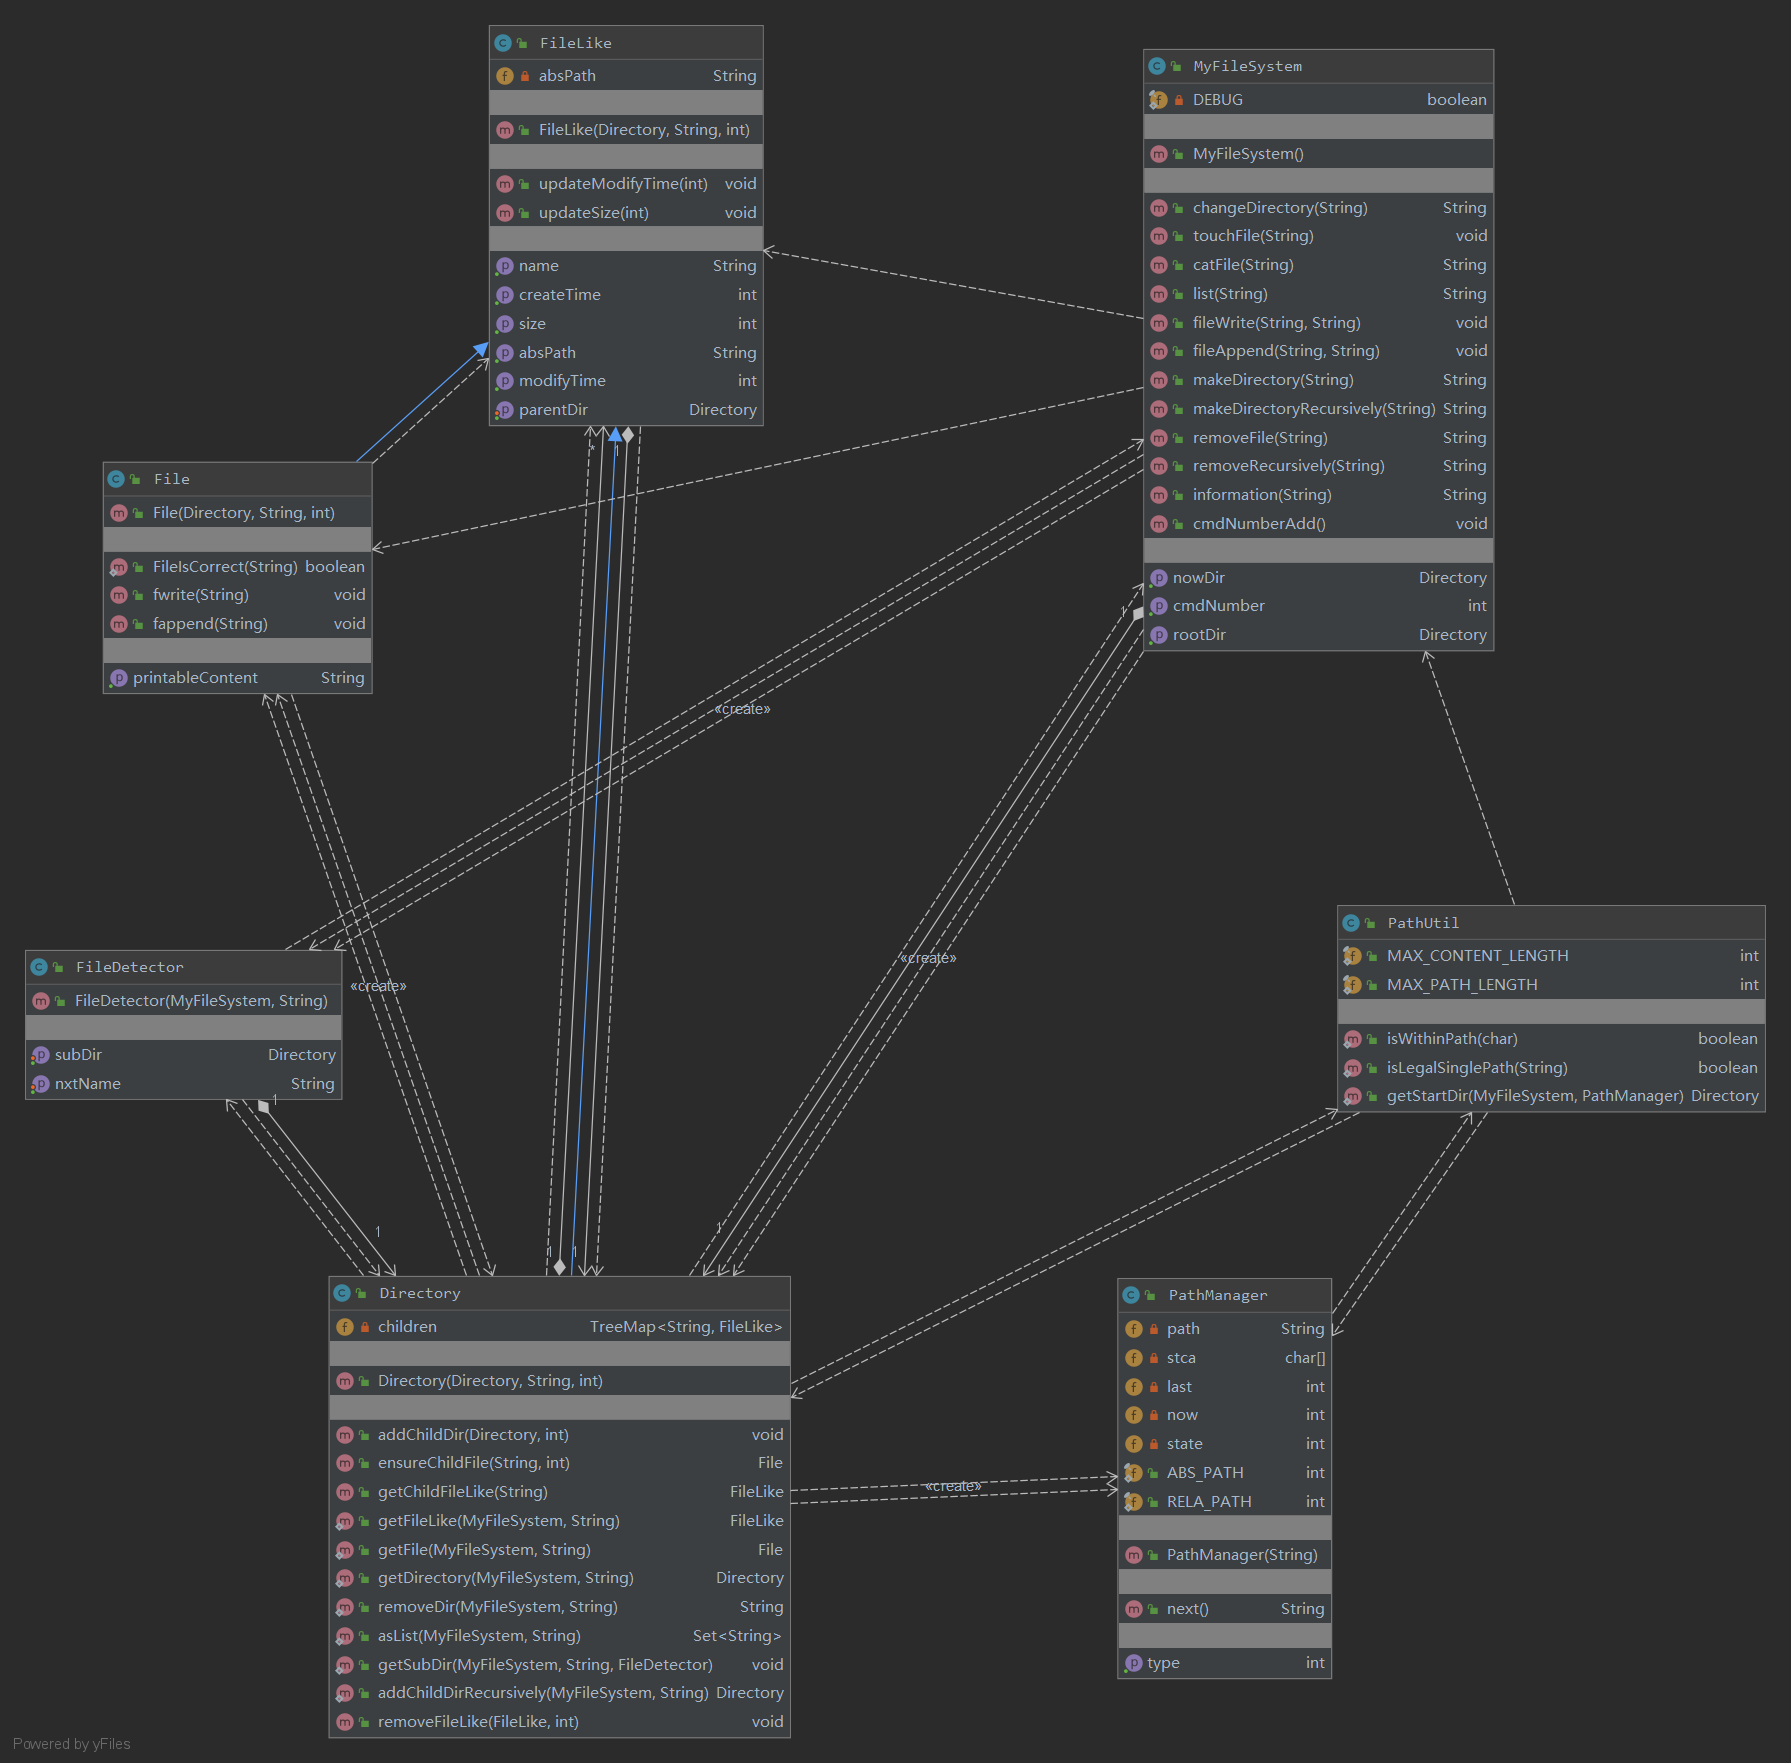 FileLike
absPath String
FileLike(Directory, String, int)
updateModifyTime(int) void
updateSize(int) void
name String
createTime int
size int
absPath String
modifyTime int
parentDir Directory
MyFileSystem
DEBUG boolean
MyFileSystem()
changeDirectory(String) String
touchFile(String) void
catFile(String) String
list(String) String
fileWrite(String, String) void
fileAppend(String, String) void
makeDirectory(String) String
makeDirectoryRecursively(String) String
removeFile(String) String
removeRecursively(String) String
information(String) String
cmdNumberAdd() void
nowDir Directory
cmdNumber int
rootDir Directory
* 1
File
File(Directory, String, int)
FileIsCorrect(String) boolean
fwrite(String) void
fappend(String) void
printableContent String
1
«create»
PathUtil
MAX_CONTENT_LENGTH int
MAX_PATH_LENGTH int
isWithinPath(char) boolean
isLegalSinglePath(String) boolean
getStartDir(MyFileSystem, PathManager) Directory
«create»
FileDetector
FileDetector(MyFileSystem, String)
subDir Directory
nxtName String
«create»
1
1
1
1 1
Directory
children TreeMap<String, FileLike>
Directory(Directory, String, int)
addChildDir(Directory, int) void
ensureChildFile(String, int) File
getChildFileLike(String) FileLike
getFileLike(MyFileSystem, String) FileLike
getFile(MyFileSystem, String) File
getDirectory(MyFileSystem, String) Directory
removeDir(MyFileSystem, String) String
asList(MyFileSystem, String) Set<String>
getSubDir(MyFileSystem, String, FileDetector) void
addChildDirRecursively(MyFileSystem, String) Directory
removeFileLike(FileLike, int) void
«create»
PathManager
path String
stca char[]
last int
now int
state int
ABS_PATH int
RELA_PATH int
PathManager(String)
next() String
type int
Powered by yFiles